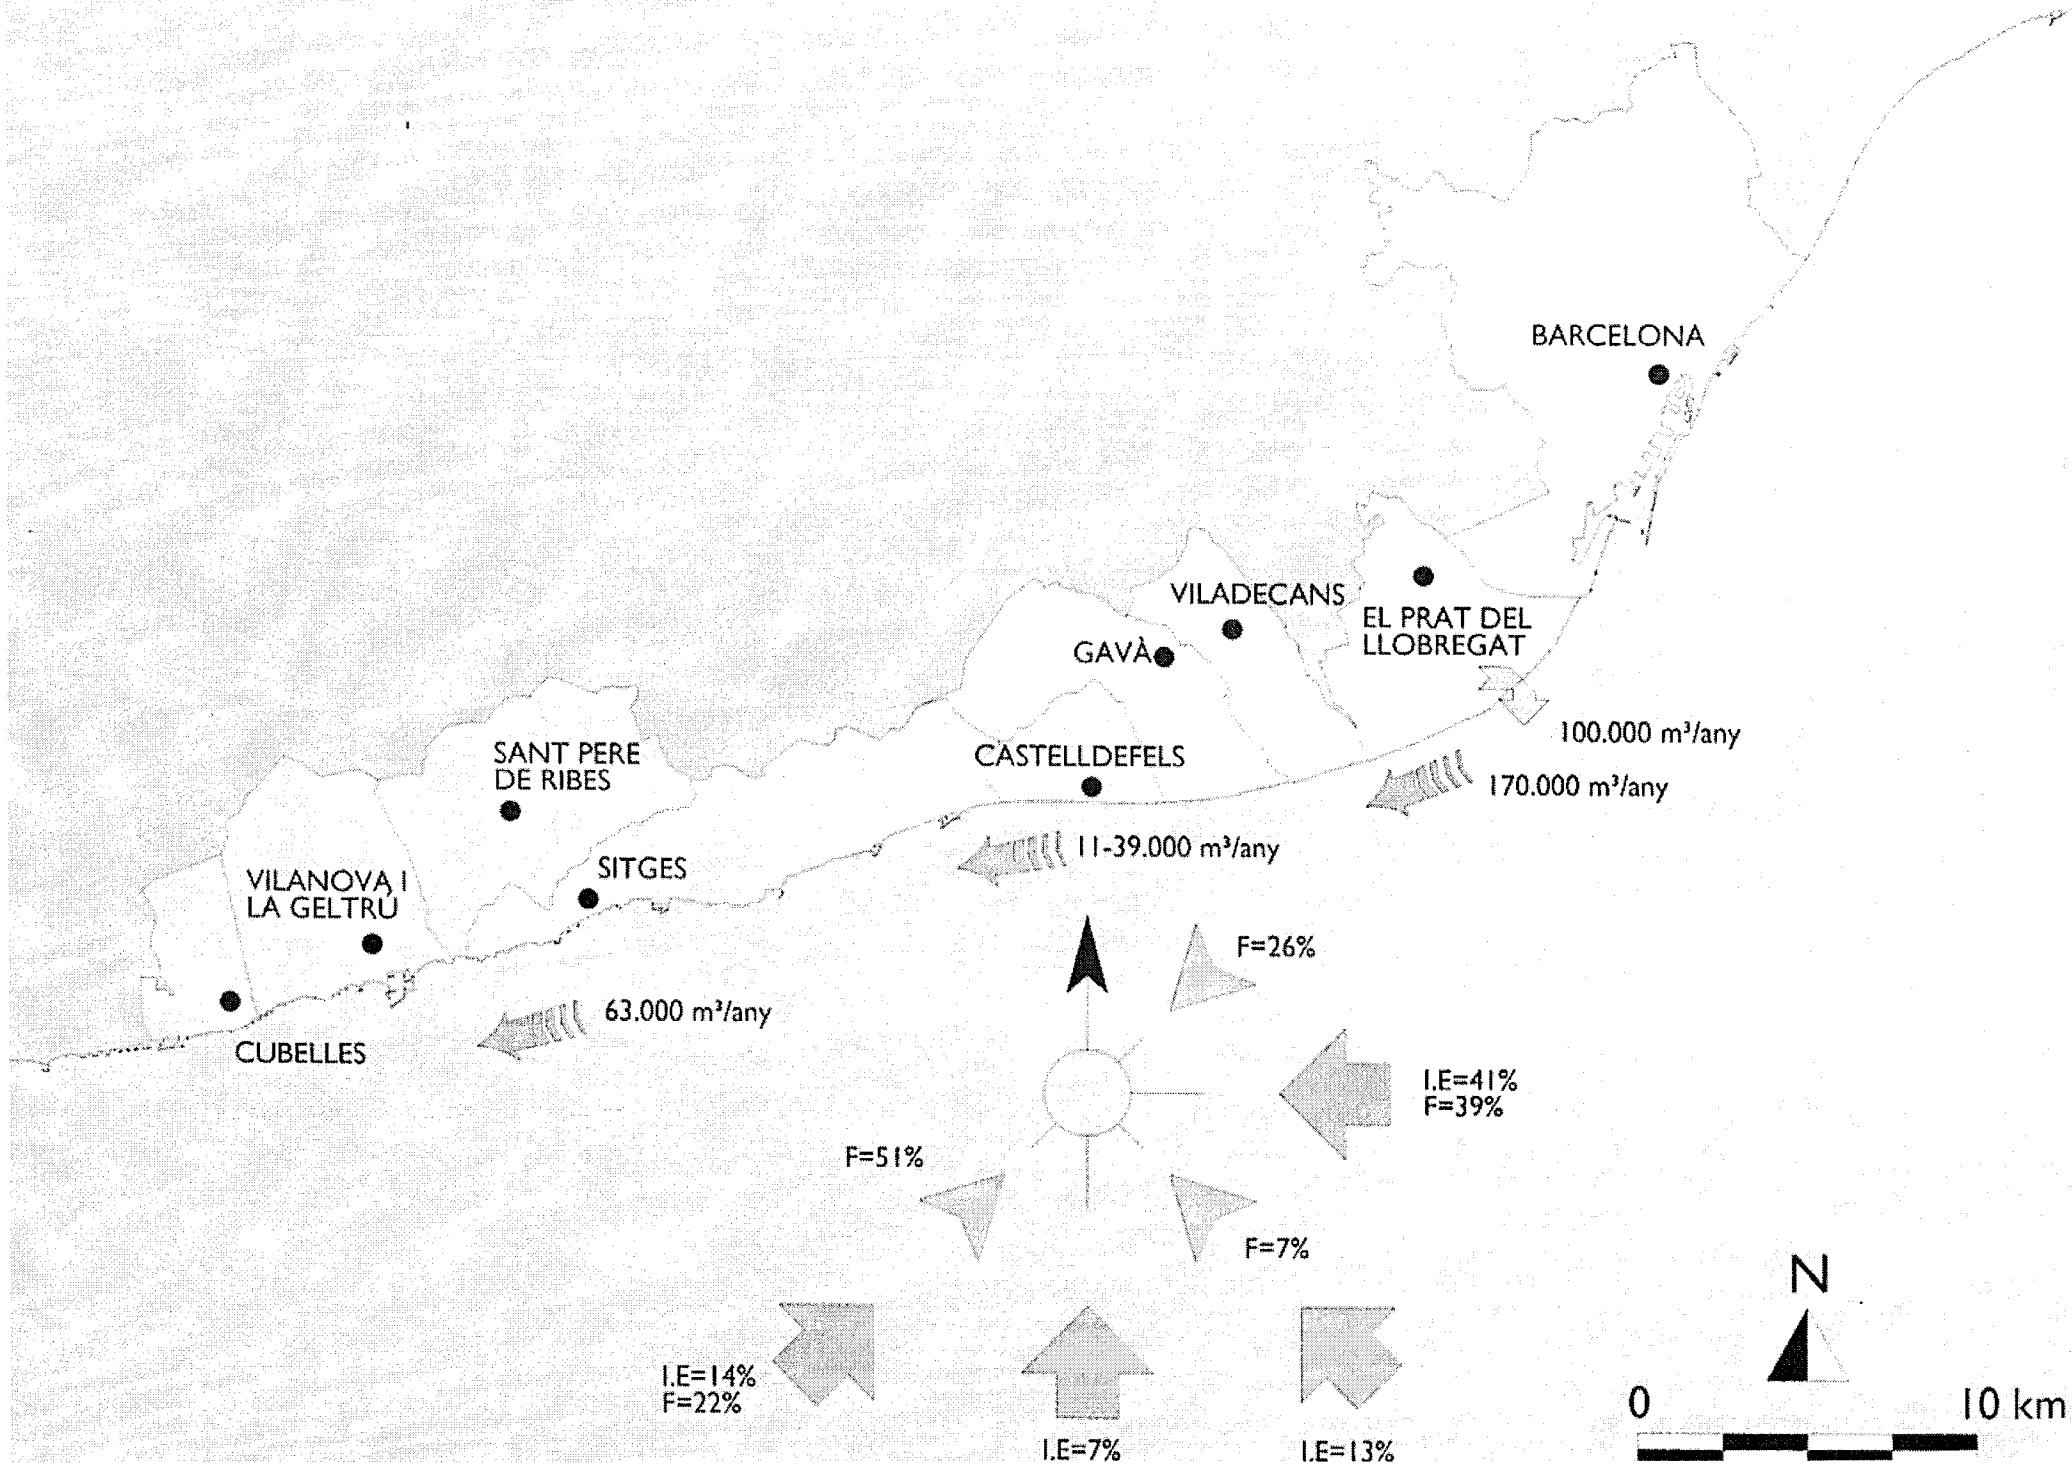 BARCELONA
VILADECANS
EL PRAT DEL
LLOBREGAT
GAVÀ
100.000 m³/any
SANT PERE
DE RIBES
CASTELLDEFELS
170.000 m³/any
11-39.000 m³/any
SITGES
VILANOVA I
LA GELTRÚ
F=26%
63.000 m³/any
CUBELLES
I.E=41%
F=39%
F=51%
F=7%
N
I.E=14%
F=22%
0 10 km
I.E=7%
I.E=13%